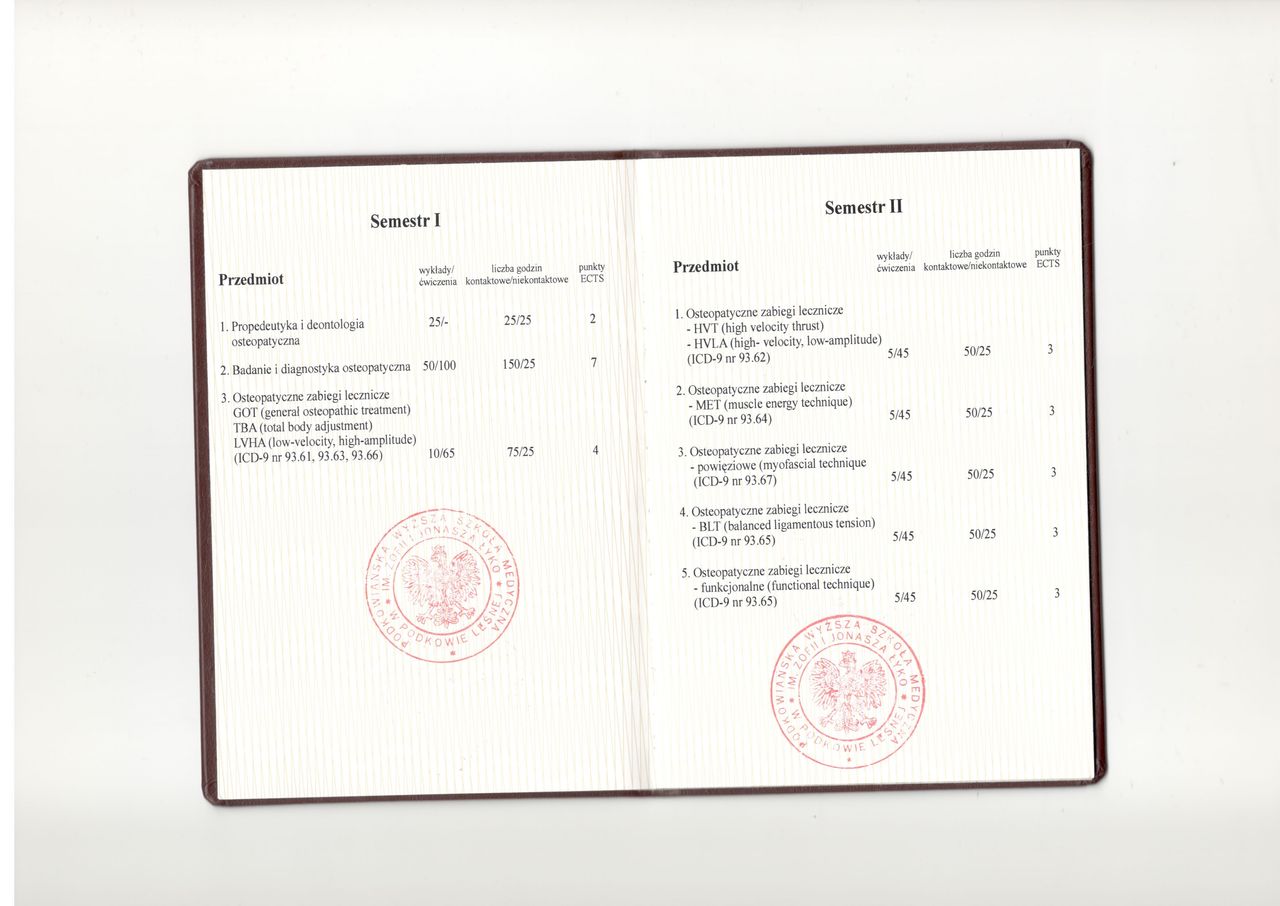 Semestr I
Przedmiot
wykłady/
ćwiczenia
liczba godzin
kontaktowe/niekontaktowe
punkty
ECTS
1. Propedeutyka i deontologia
osteopatyczna
25/- 25/25 2
2. Badanie i diagnostyka osteopatyczna 50/100 150/25 7
3. Osteopatyczne zabiegi lecznicze
GOT (general osteopathic treatment)
TBA (total body adjustment)
LVHA (low-velocity, high-amplitude)
(ICD-9 nr 93.61, 93.63, 93.66) 10/65 75/25 4
PODKOWIAŃSKA WYŻSZA SZKOŁA MEDYCZNA
* IM. ZOFII I JONASZA ŁYKO *
W PODKOWIE LEŚNEJ
*
Semestr II
Przedmiot
wykłady/
ćwiczenia
liczba godzin
kontaktowe/niekontaktowe
punkty
ECTS
1. Osteopatyczne zabiegi lecznicze
- HVT (high velocity thrust)
- HVLA (high- velocity, low-amplitude)
(ICD-9 nr 93.62) 5/45 50/25 3
2. Osteopatyczne zabiegi lecznicze
- MET (muscle energy technique)
(ICD-9 nr 93.64) 5/45 50/25 3
3. Osteopatyczne zabiegi lecznicze
- powięziowe (myofascial technique
(ICD-9 nr 93.67) 5/45 50/25 3
4. Osteopatyczne zabiegi lecznicze
- BLT (balanced ligamentous tension)
(ICD-9 nr 93.65) 5/45 50/25 3
5. Osteopatyczne zabiegi lecznicze
- funkcjonalne (functional technique)
(ICD-9 nr 93.65) 5/45 50/25 3
PODKOWIAŃSKA WYŻSZA SZKOŁA MEDYCZNA
* IM. ZOFII I JONASZA ŁYKO *
W PODKOWIE LEŚNEJ
*